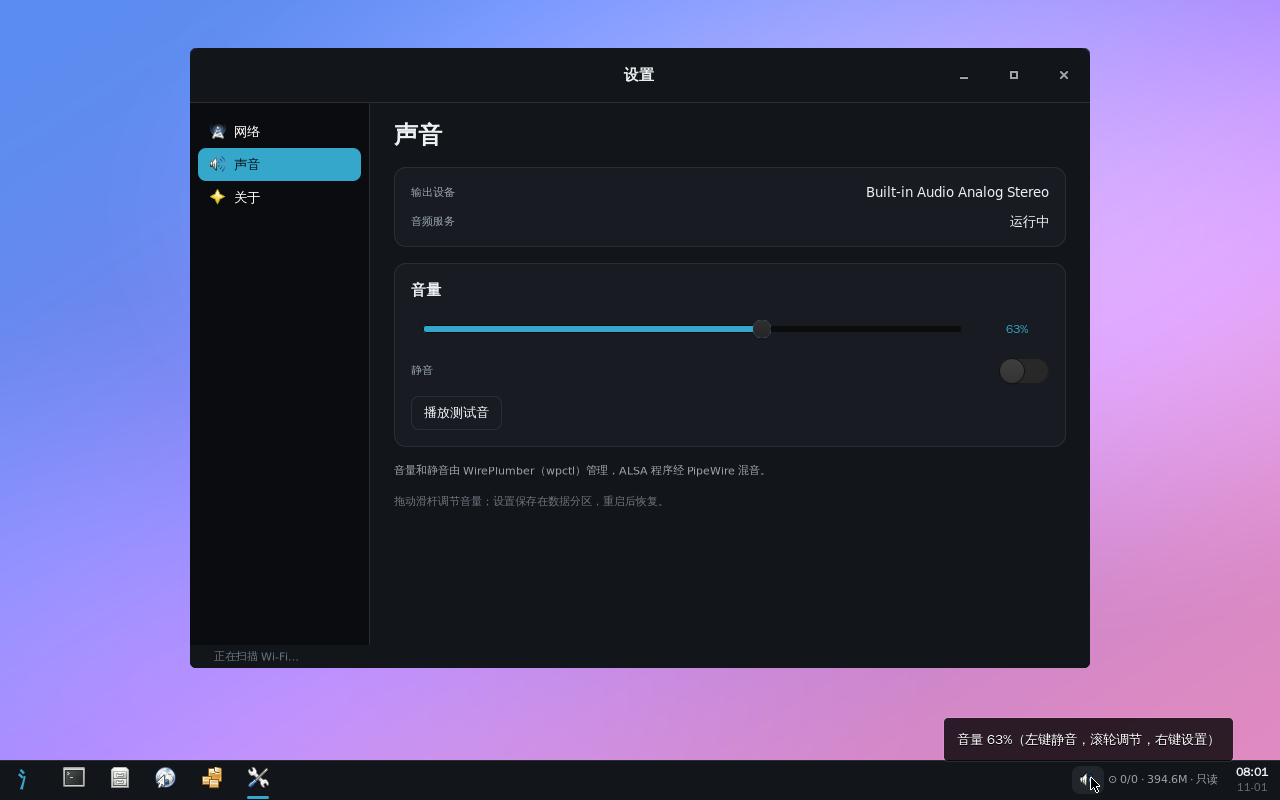 设置
网络
声音
关于
声音
输出设备 Built-in Audio Analog Stereo
音频服务 运行中
音量
63%
静音
播放测试音
音量和静音由 WirePlumber（wpctl）管理，ALSA 程序经 PipeWire 混音。
拖动滑杆调节音量；设置保存在数据分区，重启后恢复。
正在扫描 Wi-Fi…
音量 63%（左键静音，滚轮调节，右键设置）
⊙ 0/0 · 394.6M · 只读
08:01
11-01